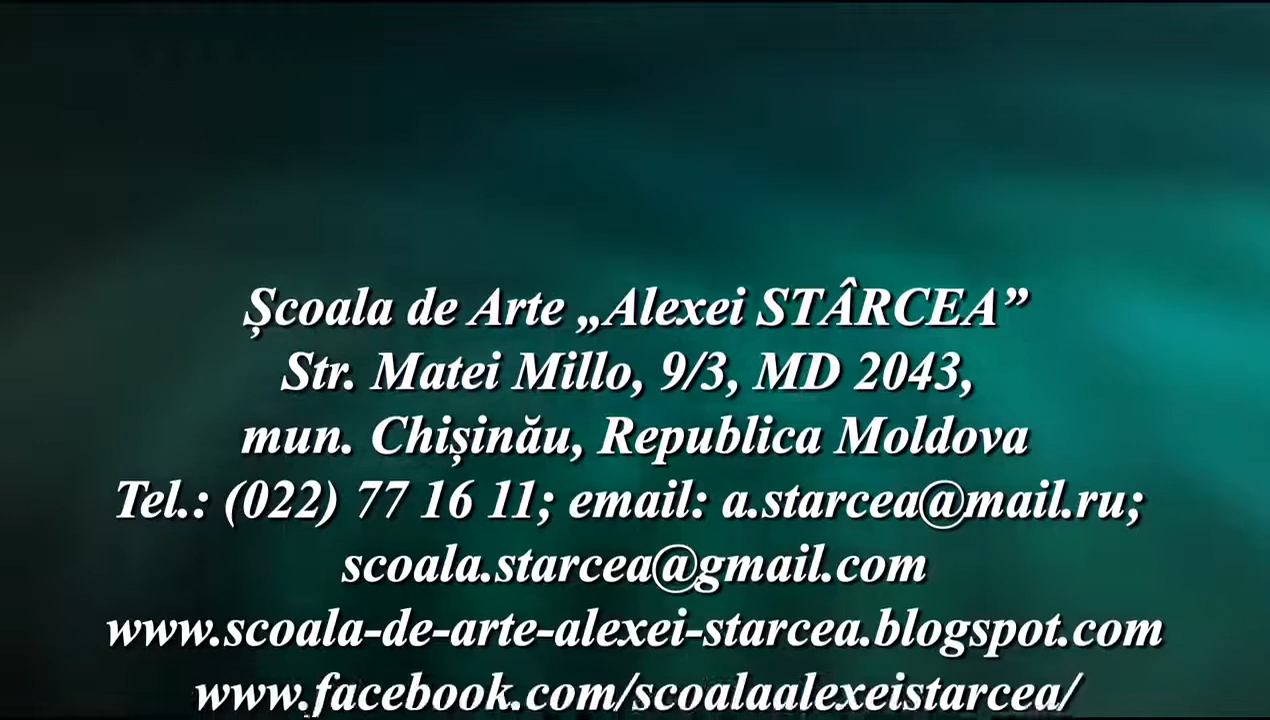 Școala de Arte „Alexei STÂRCEA”
Str. Matei Millo, 9/3, MD 2043,
mun. Chișinău, Republica Moldova
Tel.: (022) 77 16 11; email: a.starcea@mail.ru;
scoala.starcea@gmail.com
www.scoala-de-arte-alexei-starcea.blogspot.com
www.facebook.com/scoalaalexeistarcea/